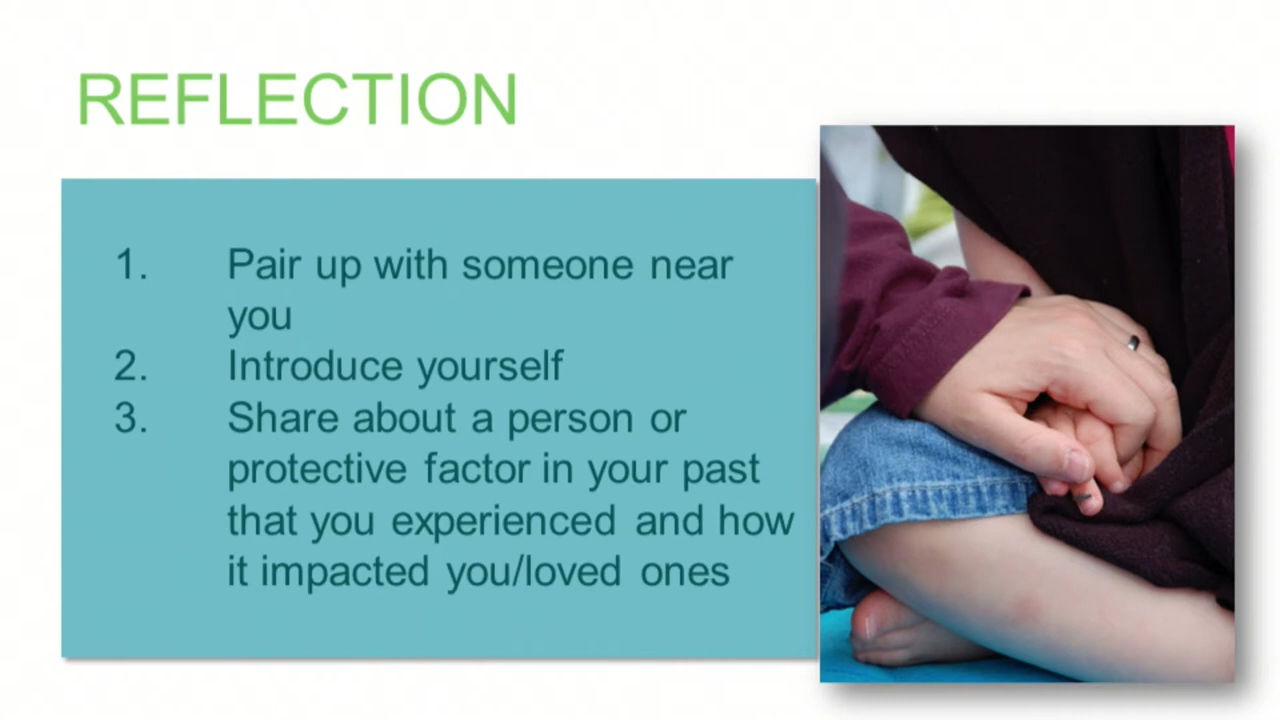 REFLECTION
1. Pair up with someone near
you
2. Introduce yourself
3. Share about a person or
protective factor in your past
that you experienced and how
it impacted you/loved ones